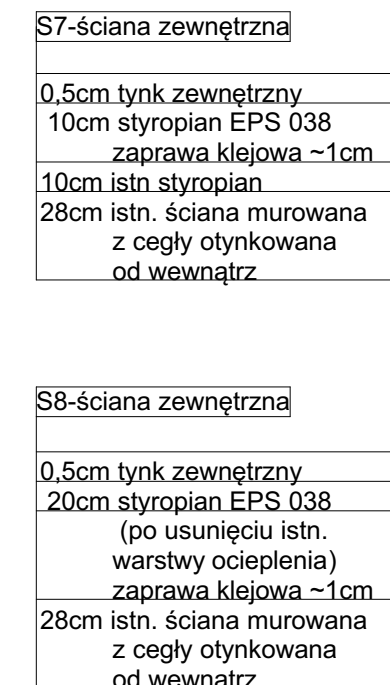 S7-ściana zewnętrzna
0,5cm tynk zewnętrzny
10cm styropian EPS 038
zaprawa klejowa ~1cm
10cm istn styropian
28cm istn. ściana murowana
z cegły otynkowana
od wewnątrz
S8-ściana zewnętrzna
0,5cm tynk zewnętrzny
20cm styropian EPS 038
(po usunięciu istn.
warstwy ocieplenia)
zaprawa klejowa ~1cm
28cm istn. ściana murowana
z cegły otynkowana
od wewnątrz